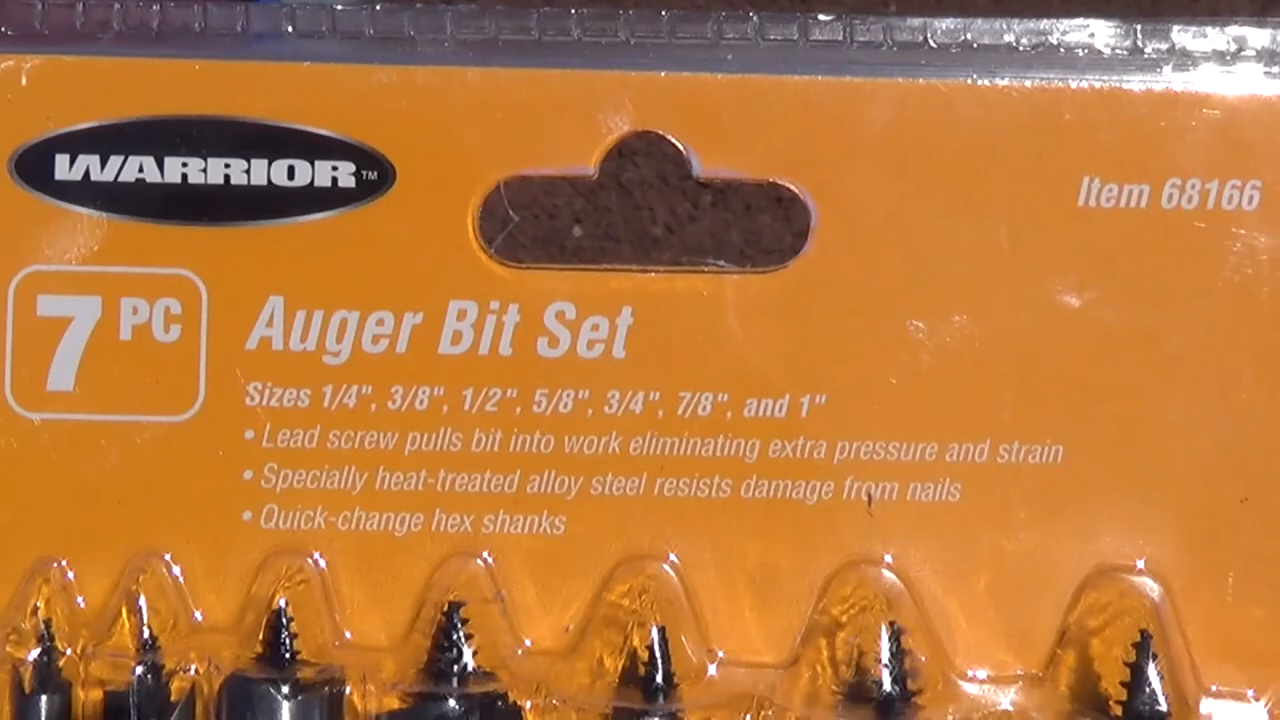 WARRIOR™
Item 68166
7 PC
Auger Bit Set
Sizes 1/4", 3/8", 1/2", 5/8", 3/4", 7/8", and 1"
• Lead screw pulls bit into work eliminating extra pressure and strain
• Specially heat-treated alloy steel resists damage from nails
• Quick-change hex shanks